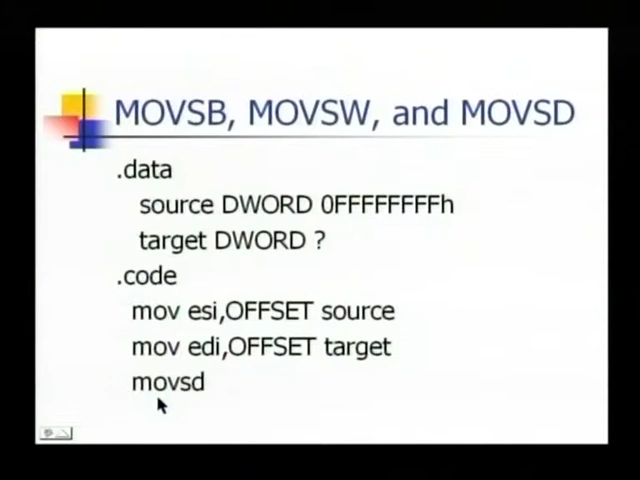 MOVSB, MOVSW, and MOVSD
.data
source DWORD 0FFFFFFFFh
target DWORD ?
.code
mov esi,OFFSET source
mov edi,OFFSET target
movsd